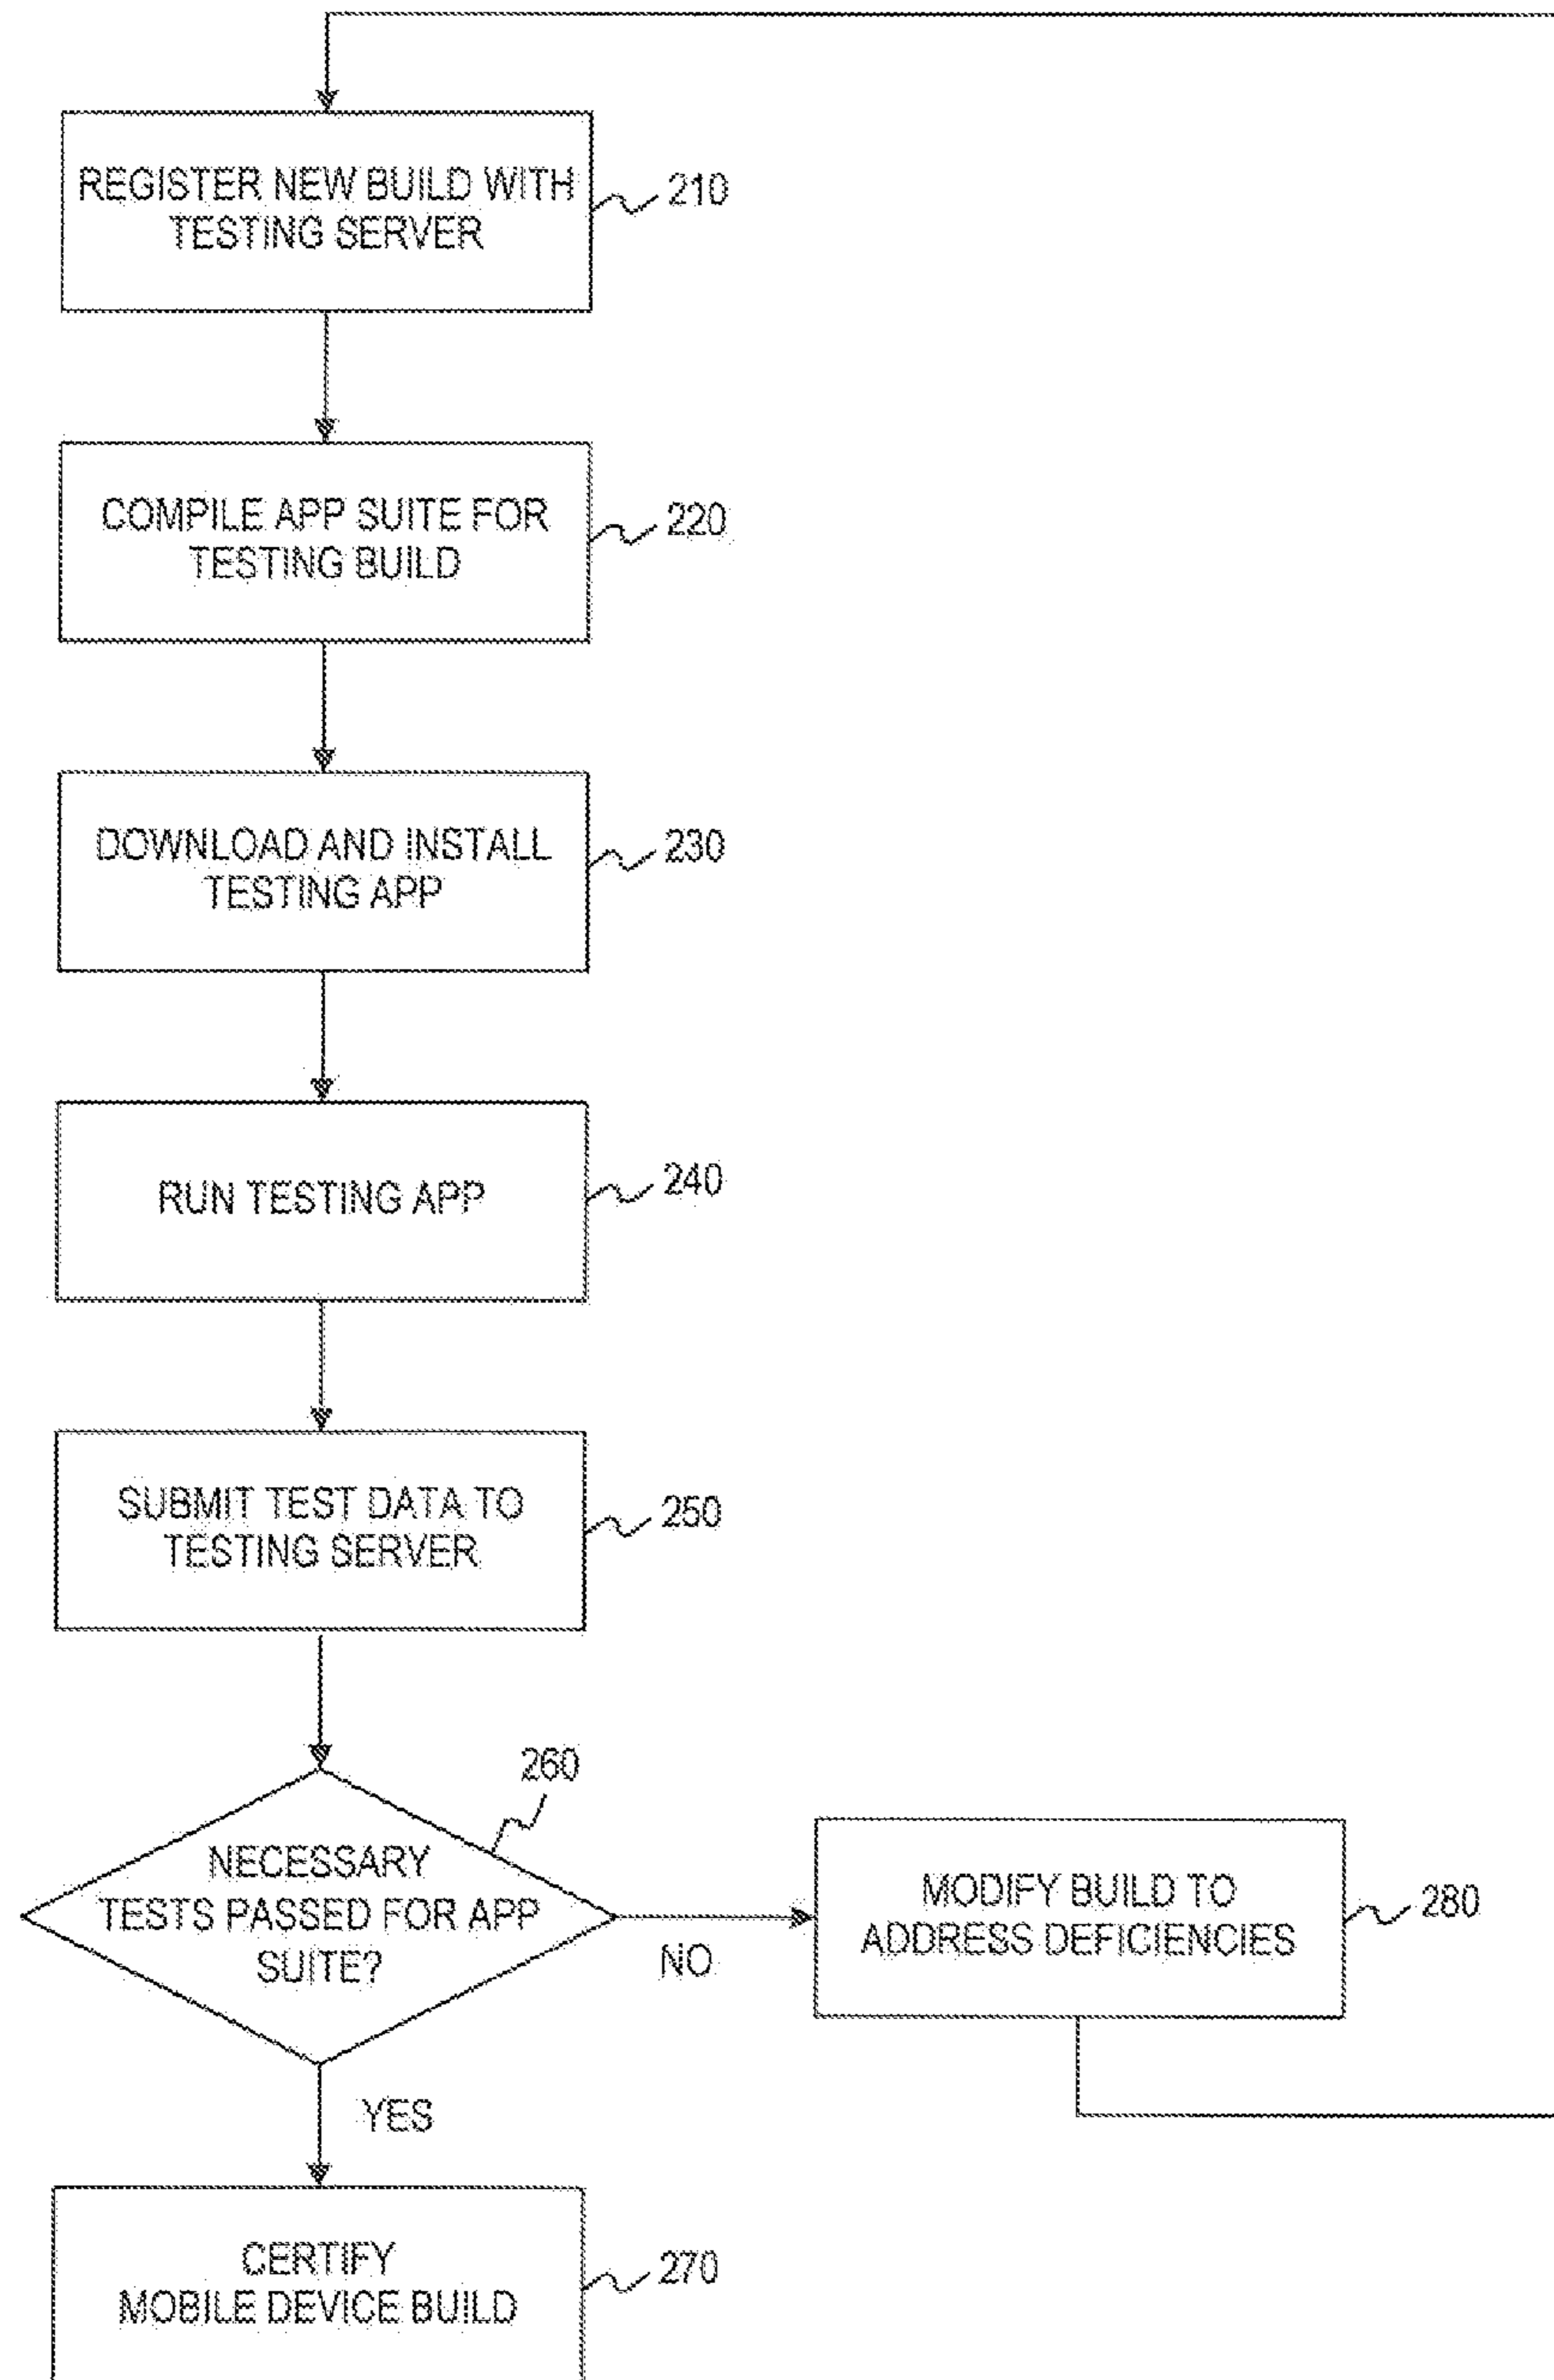 REGISTER NEW BUILD WITH
TESTING SERVER
210
COMPILE APP SUITE FOR
TESTING BUILD
220
DOWNLOAD AND INSTALL
TESTING APP
230
RUN TESTING APP
240
SUBMIT TEST DATA TO
TESTING SERVER
250
260
NECESSARY
TESTS PASSED FOR APP
SUITE?
NO
MODIFY BUILD TO
ADDRESS DEFICIENCIES
280
YES
CERTIFY
MOBILE DEVICE BUILD
270